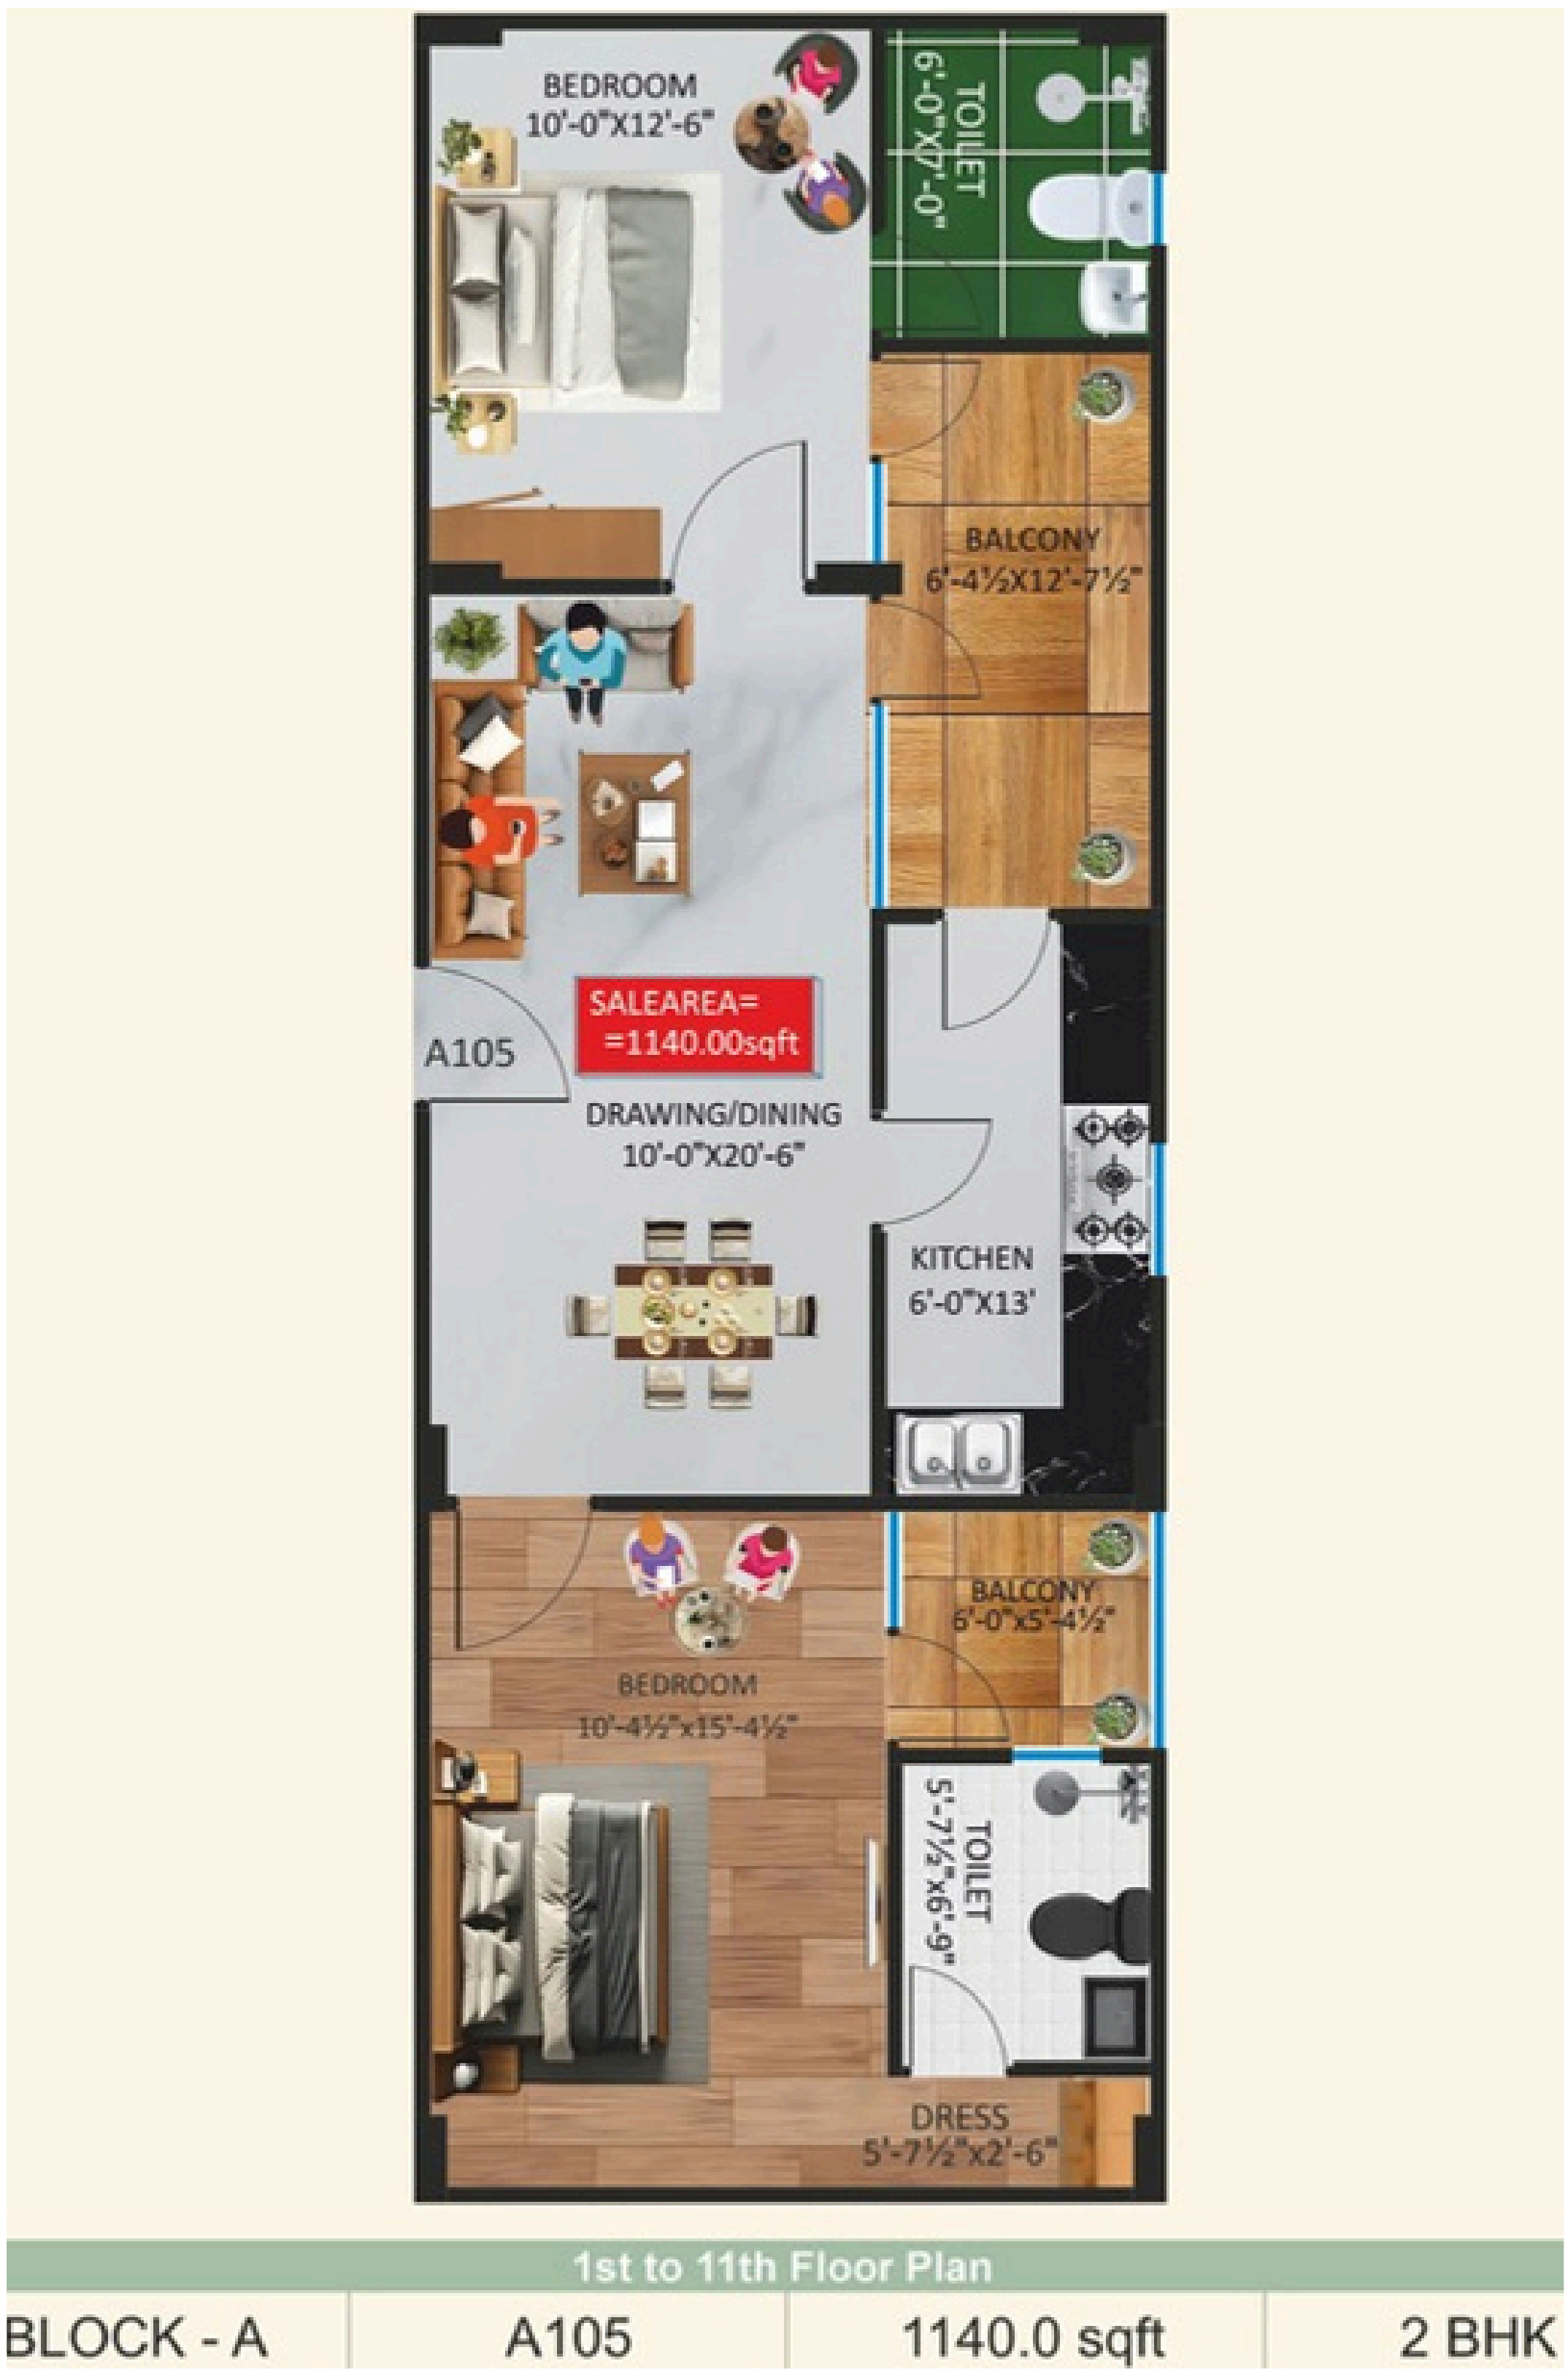 BEDROOM
10'-0"X12'-6"
TOILET
6'-0"X7'-0"
BALCONY
6'-4½X12'-7½"
SALEAREA=
=1140.00sqft
A105
DRAWING/DINING
10'-0"X20'-6"
KITCHEN
6'-0"X13'
BALCONY
6'-0"x5'-4½"
BEDROOM
10'-4½"x15'-4½"
TOILET
5'-7½"x6'-9"
DRESS
5'-7½"x2'-6"
1st to 11th Floor Plan
BLOCK - A
A105
1140.0 sqft
2 BHK